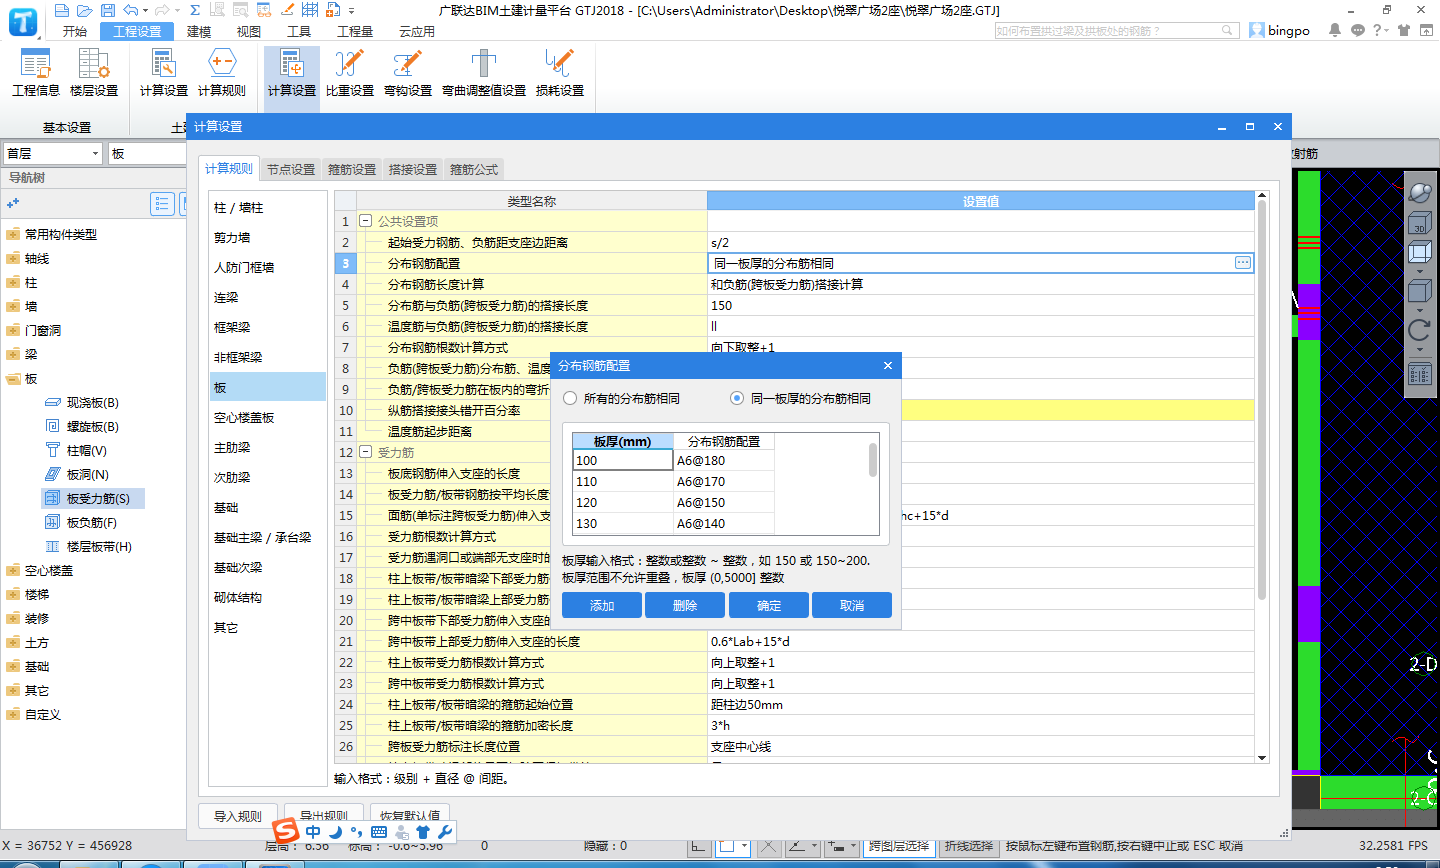 广联达BIM土建计量平台 GTJ2018 - [C:\Users\Administrator\Desktop\悦翠广场2座\悦翠广场2座.GTJ]
开始
工程设置
建模
视图
工具
工程量
云应用
如何布置拱过梁及拱板处的钢筋？
bingpo
工程信息
楼层设置
计算设置
计算规则
计算设置
比重设置
弯钩设置
弯曲调整值设置
损耗设置
基本设置
计算设置
首层
板
导航树
常用构件类型
轴线
柱
墙
门窗洞
梁
板
现浇板(B)
螺旋板(B)
柱帽(V)
板洞(N)
板受力筋(S)
板负筋(F)
楼层板带(H)
空心楼盖
楼梯
装修
土方
基础
其它
自定义
计算规则
节点设置
箍筋设置
搭接设置
箍筋公式
柱 / 墙柱
剪力墙
人防门框墙
连梁
框架梁
非框架梁
板
空心楼盖板
主肋梁
次肋梁
基础
基础主梁 / 承台梁
基础次梁
砌体结构
其它
类型名称 设置值
1 公共设置项
2 起始受力钢筋、负筋距支座边距离 s/2
3 分布钢筋配置 同一板厚的分布筋相同
4 分布钢筋长度计算 和负筋(跨板受力筋)搭接计算
5 分布筋与负筋(跨板受力筋)的搭接长度 150
6 温度筋与负筋(跨板受力筋)的搭接长度 ll
7 分布钢筋根数计算方式 向下取整+1
8 负筋(跨板受力筋)分布筋、温度
9 负筋/跨板受力筋在板内的弯折
10 纵筋搭接接头错开百分率
11 温度筋起步距离
12 受力筋
13 板底钢筋伸入支座的长度
14 板受力筋/板带钢筋按平均长度
15 面筋(单标注跨板受力筋)伸入支 hc+15*d
16 受力筋根数计算方式
17 受力筋遇洞口或端部无支座时的
18 柱上板带/板带暗梁下部受力筋
19 柱上板带/板带暗梁上部受力筋
20 跨中板带下部受力筋伸入支座的
21 跨中板带上部受力筋伸入支座的长度 0.6*Lab+15*d
22 柱上板带受力筋根数计算方式 向上取整+1
23 跨中板带受力筋根数计算方式 向上取整+1
24 柱上板带/板带暗梁的箍筋起始位置 距柱边50mm
25 柱上板带/板带暗梁的箍筋加密长度 3*h
26 跨板受力筋标注长度位置 支座中心线
输入格式：级别 + 直径 @ 间距。
导入规则
导出规则
恢复默认值
分布钢筋配置
所有的分布筋相同
同一板厚的分布筋相同
板厚(mm) 分布钢筋配置
100 A6@180
110 A6@170
120 A6@150
130 A6@140
板厚输入格式：整数或整数 ~ 整数，如 150 或 150~200.
板厚范围不允许重叠，板厚 (0,5000] 整数
添加
删除
确定
取消
射筋
3D
2-D
中
X = 36752 Y = 456928
层高： 6.56
标高： -0.6~5.96
0
隐藏： 0
跨图层选择
折线选择
按鼠标左键布置钢筋,按右键中止或 ESC 取消
32.2581 FPS